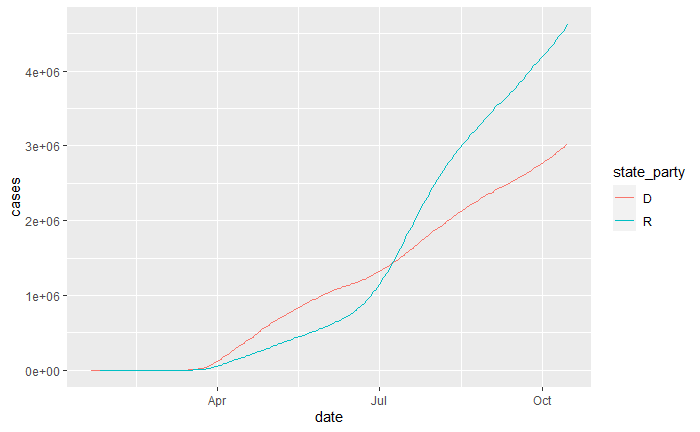 4e+06
3e+06
2e+06
1e+06
0e+00
cases
Apr
Jul
Oct
date
state_party
D
R